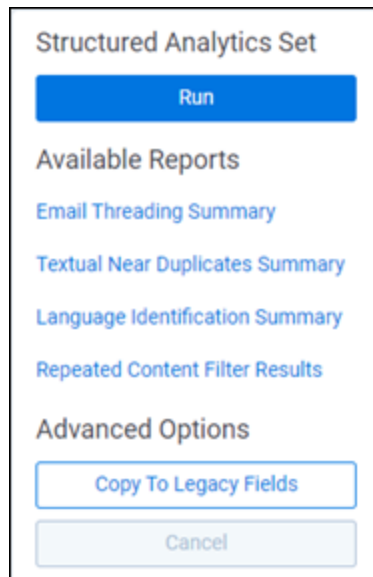 Structured Analytics Set
Run
Available Reports
Email Threading Summary
Textual Near Duplicates Summary
Language Identification Summary
Repeated Content Filter Results
Advanced Options
Copy To Legacy Fields
Cancel